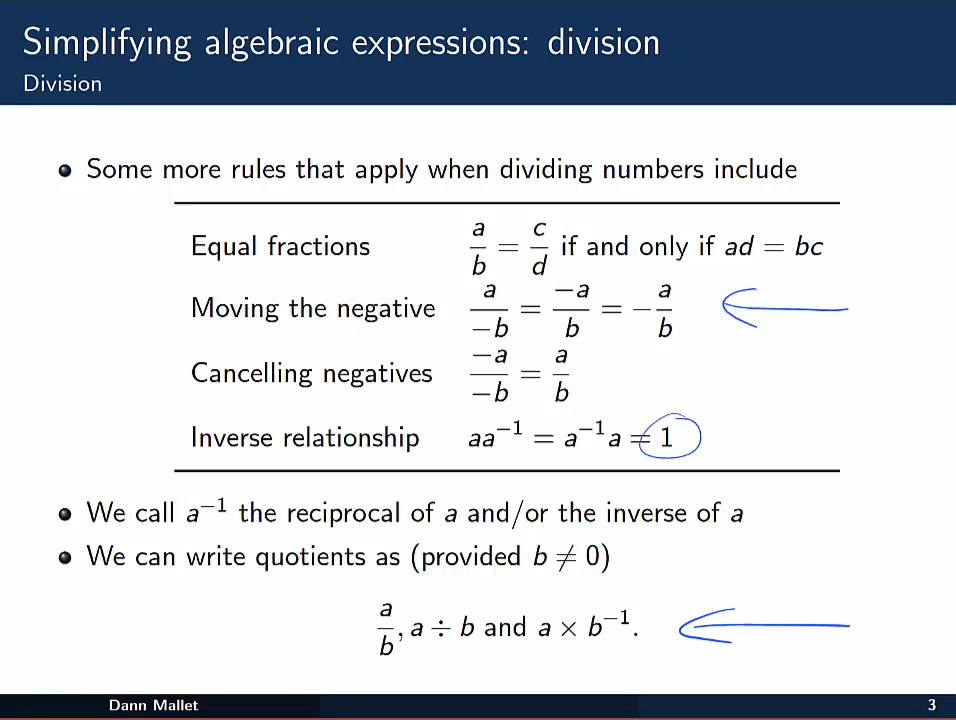 Simplifying algebraic expressions: division
Division
Some more rules that apply when dividing numbers include
Equal fractions a/b = c/d if and only if ad = bc
Moving the negative a/−b = −a/b = −a/b
Cancelling negatives −a/−b = a/b
Inverse relationship aa⁻¹ = a⁻¹a = 1
We call a⁻¹ the reciprocal of a and/or the inverse of a
We can write quotients as (provided b ≠ 0)
a/b, a ÷ b and a × b⁻¹.
Dann Mallet 3